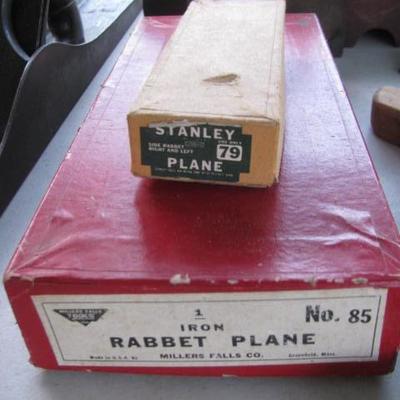 STANLEY
SIDE RABBET
RIGHT AND LEFT
79
PLANE
MILLERS FALLS
TOOLS
1
IRON
No. 85
RABBET PLANE
Made in U.S.A. by
MILLERS FALLS CO.
Greenfield, Mass.